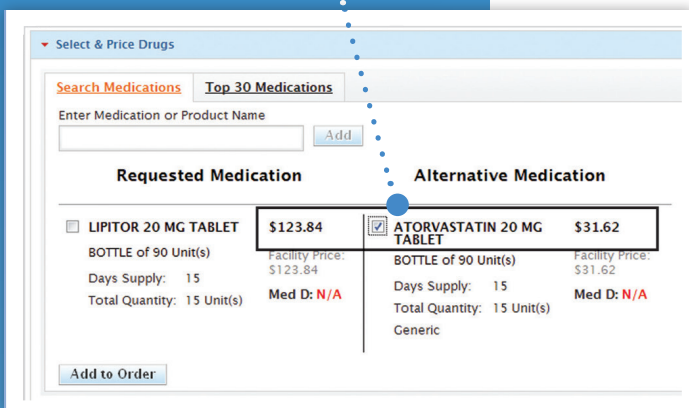 Select & Price Drugs
Search Medications Top 30 Medications
Enter Medication or Product Name
Add
Requested Medication Alternative Medication
LIPITOR 20 MG TABLET $123.84
BOTTLE of 90 Unit(s) Facility Price:
$123.84
Days Supply: 15
Total Quantity: 15 Unit(s) Med D: N/A
ATORVASTATIN 20 MG $31.62
TABLET
BOTTLE of 90 Unit(s) Facility Price:
$31.62
Days Supply: 15 Med D: N/A
Total Quantity: 15 Unit(s)
Generic
Add to Order